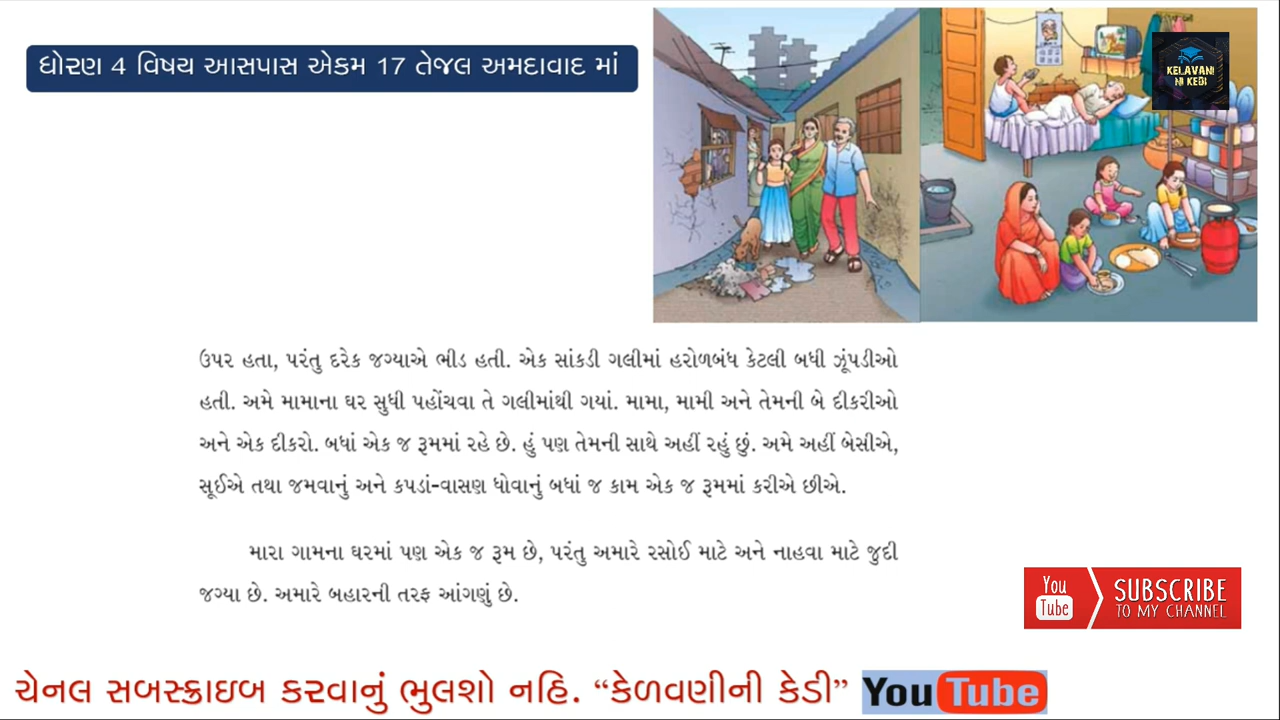 ધોરણ 4 વિષય આસપાસ એકમ 17 તેજલ અમદાવાદ માં
KELAVANI
NI KEDI
ઉપર હતા, પરંતુ દરેક જગ્યાએ ભીડ હતી. એક સાંકડી ગલીમાં હરોળબંધ કેટલી બધી ઝૂંપડીઓ
હતી. અમે મામાના ઘર સુધી પહોંચવા તે ગલીમાંથી ગયાં. મામા, મામી અને તેમની બે દીકરીઓ
અને એક દીકરો. બધાં એક જ રૂમમાં રહે છે. હું પણ તેમની સાથે અહીં રહું છું. અમે અહીં બેસીએ,
સૂઈએ તથા જમવાનું અને કપડાં-વાસણ ધોવાનું બધાં જ કામ એક જ રૂમમાં કરીએ છીએ.
મારા ગામના ઘરમાં પણ એક જ રૂમ છે, પરંતુ અમારે રસોઈ માટે અને નાહવા માટે જુદી
જગ્યા છે. અમારે બહારની તરફ આંગણું છે.
You
Tube
SUBSCRIBE
TO MY CHANNEL
ચેનલ સબસ્ક્રાઇબ કરવાનું ભુલશો નહિ. “કેળવણીની કેડી” YouTube